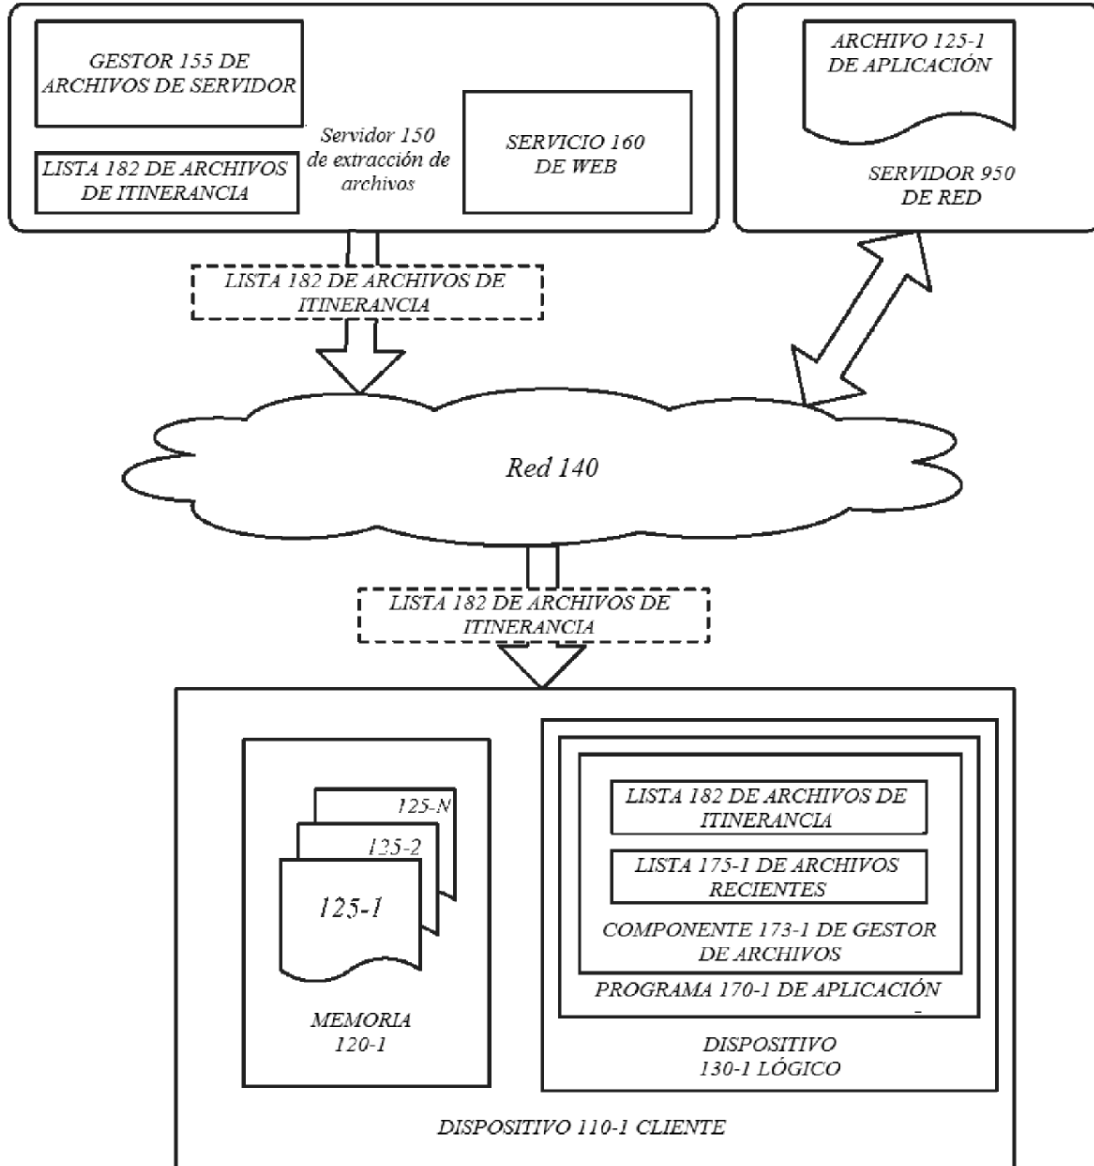 GESTOR 155 DE
ARCHIVOS DE SERVIDOR
LISTA 182 DE ARCHIVOS
DE ITINERANCIA
Servidor 150
de extracción de
archivos
SERVICIO 160
DE WEB
ARCHIVO 125-1
DE APLICACIÓN
SERVIDOR 950
DE RED
LISTA 182 DE ARCHIVOS DE
ITINERANCIA
Red 140
LISTA 182 DE ARCHIVOS DE
ITINERANCIA
125-N
125-2
125-1
MEMORIA
120-1
LISTA 182 DE ARCHIVOS DE
ITINERANCIA
LISTA 175-1 DE ARCHIVOS
RECIENTES
COMPONENTE 173-1 DE GESTOR
DE ARCHIVOS
PROGRAMA 170-1 DE APLICACIÓN
DISPOSITIVO
130-1 LÓGICO
DISPOSITIVO 110-1 CLIENTE